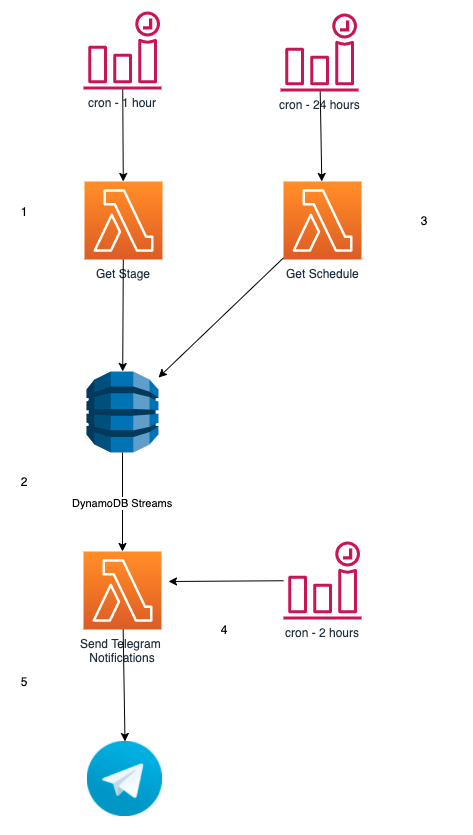 cron - 1 hour
cron - 24 hours
1
3
Get Stage
Get Schedule
2
DynamoDB Streams
4
cron - 2 hours
Send Telegram
Notifications
5